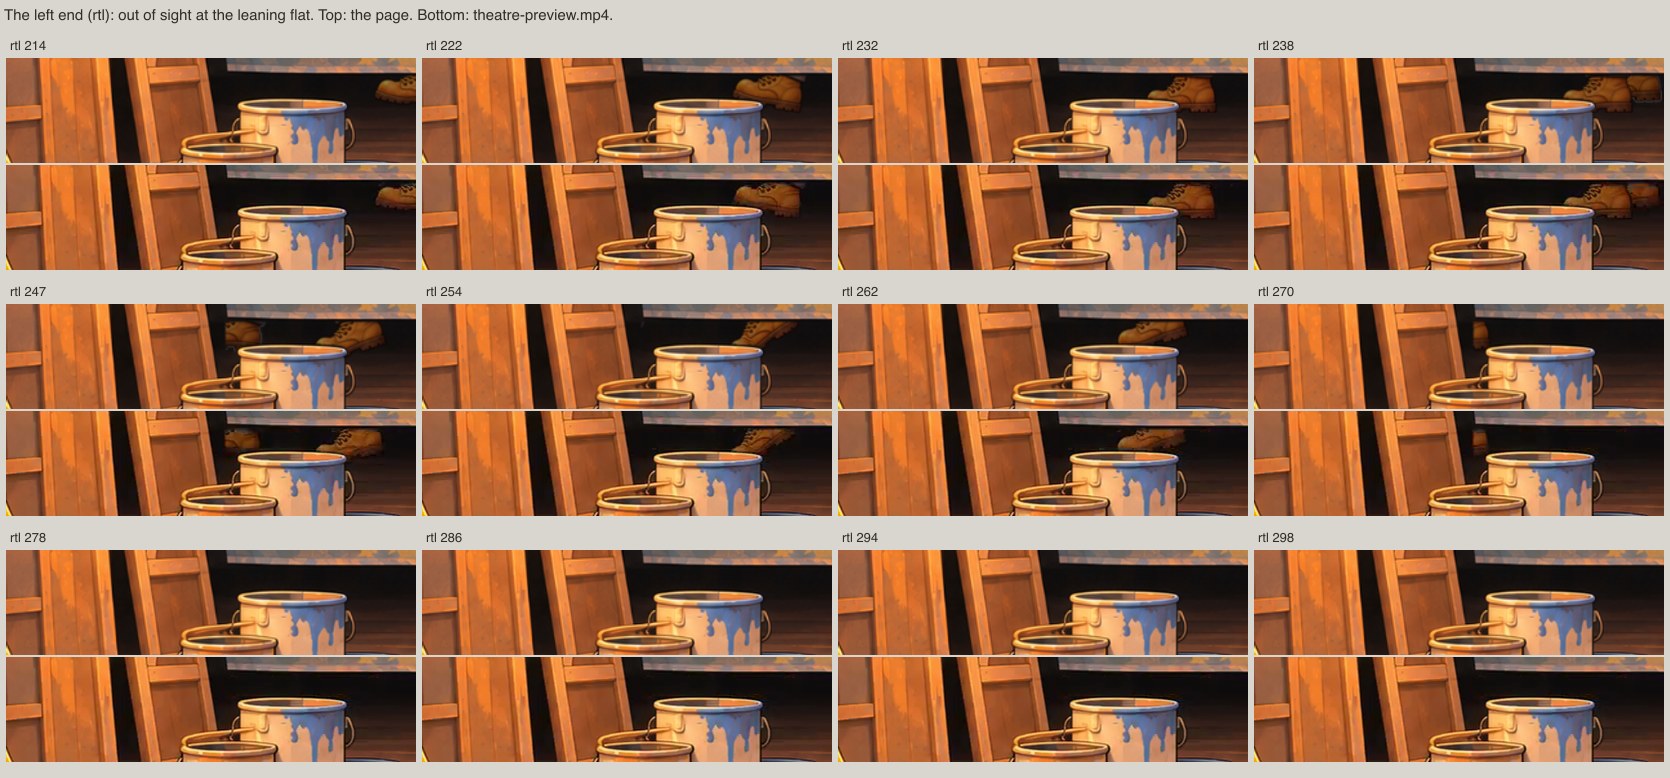 The left end (rtl): out of sight at the leaning flat. Top: the page. Bottom: theatre-preview.mp4.
rtl 214
rtl 222
rtl 232
rtl 238
rtl 247
rtl 254
rtl 262
rtl 270
rtl 278
rtl 286
rtl 294
rtl 298